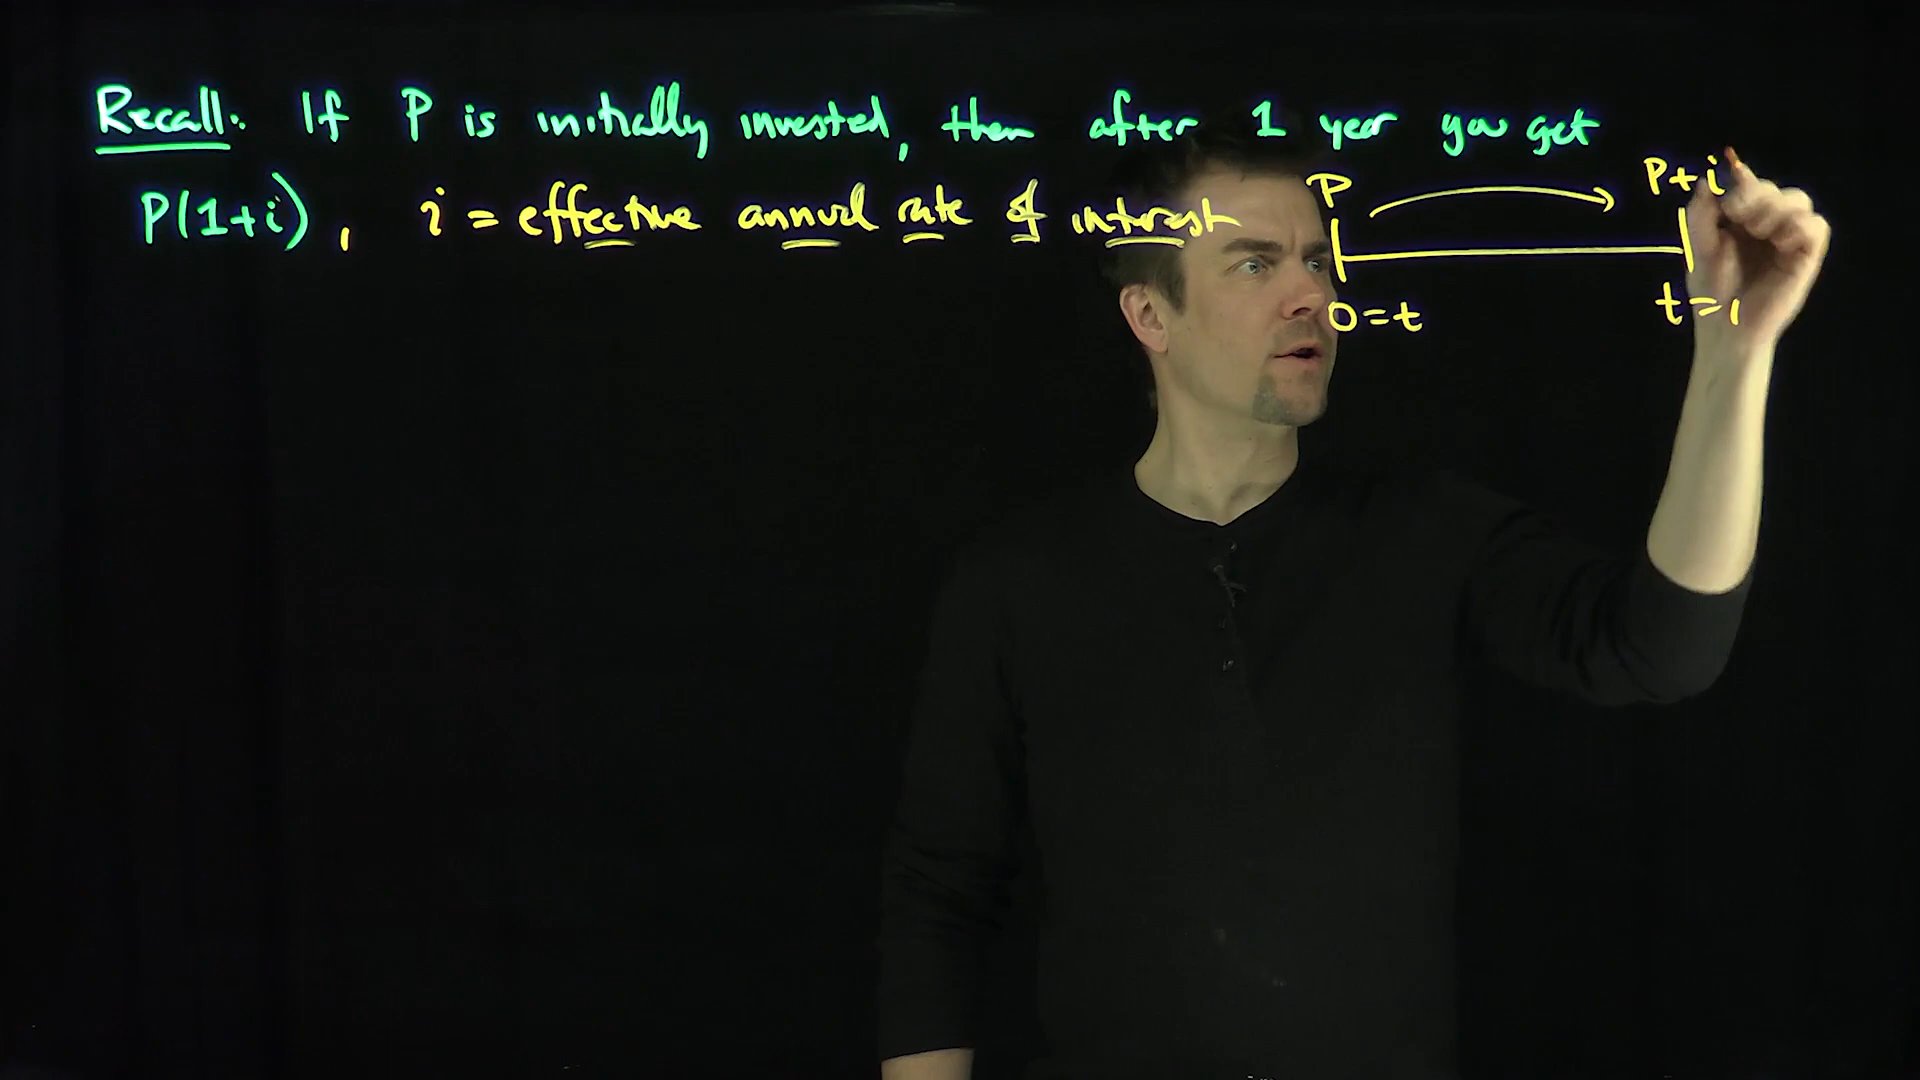 Recall: If P is initially invested, then after 1 year you get
P(1+i), i = effective annual rate of interest
P P+i
0=t t=1